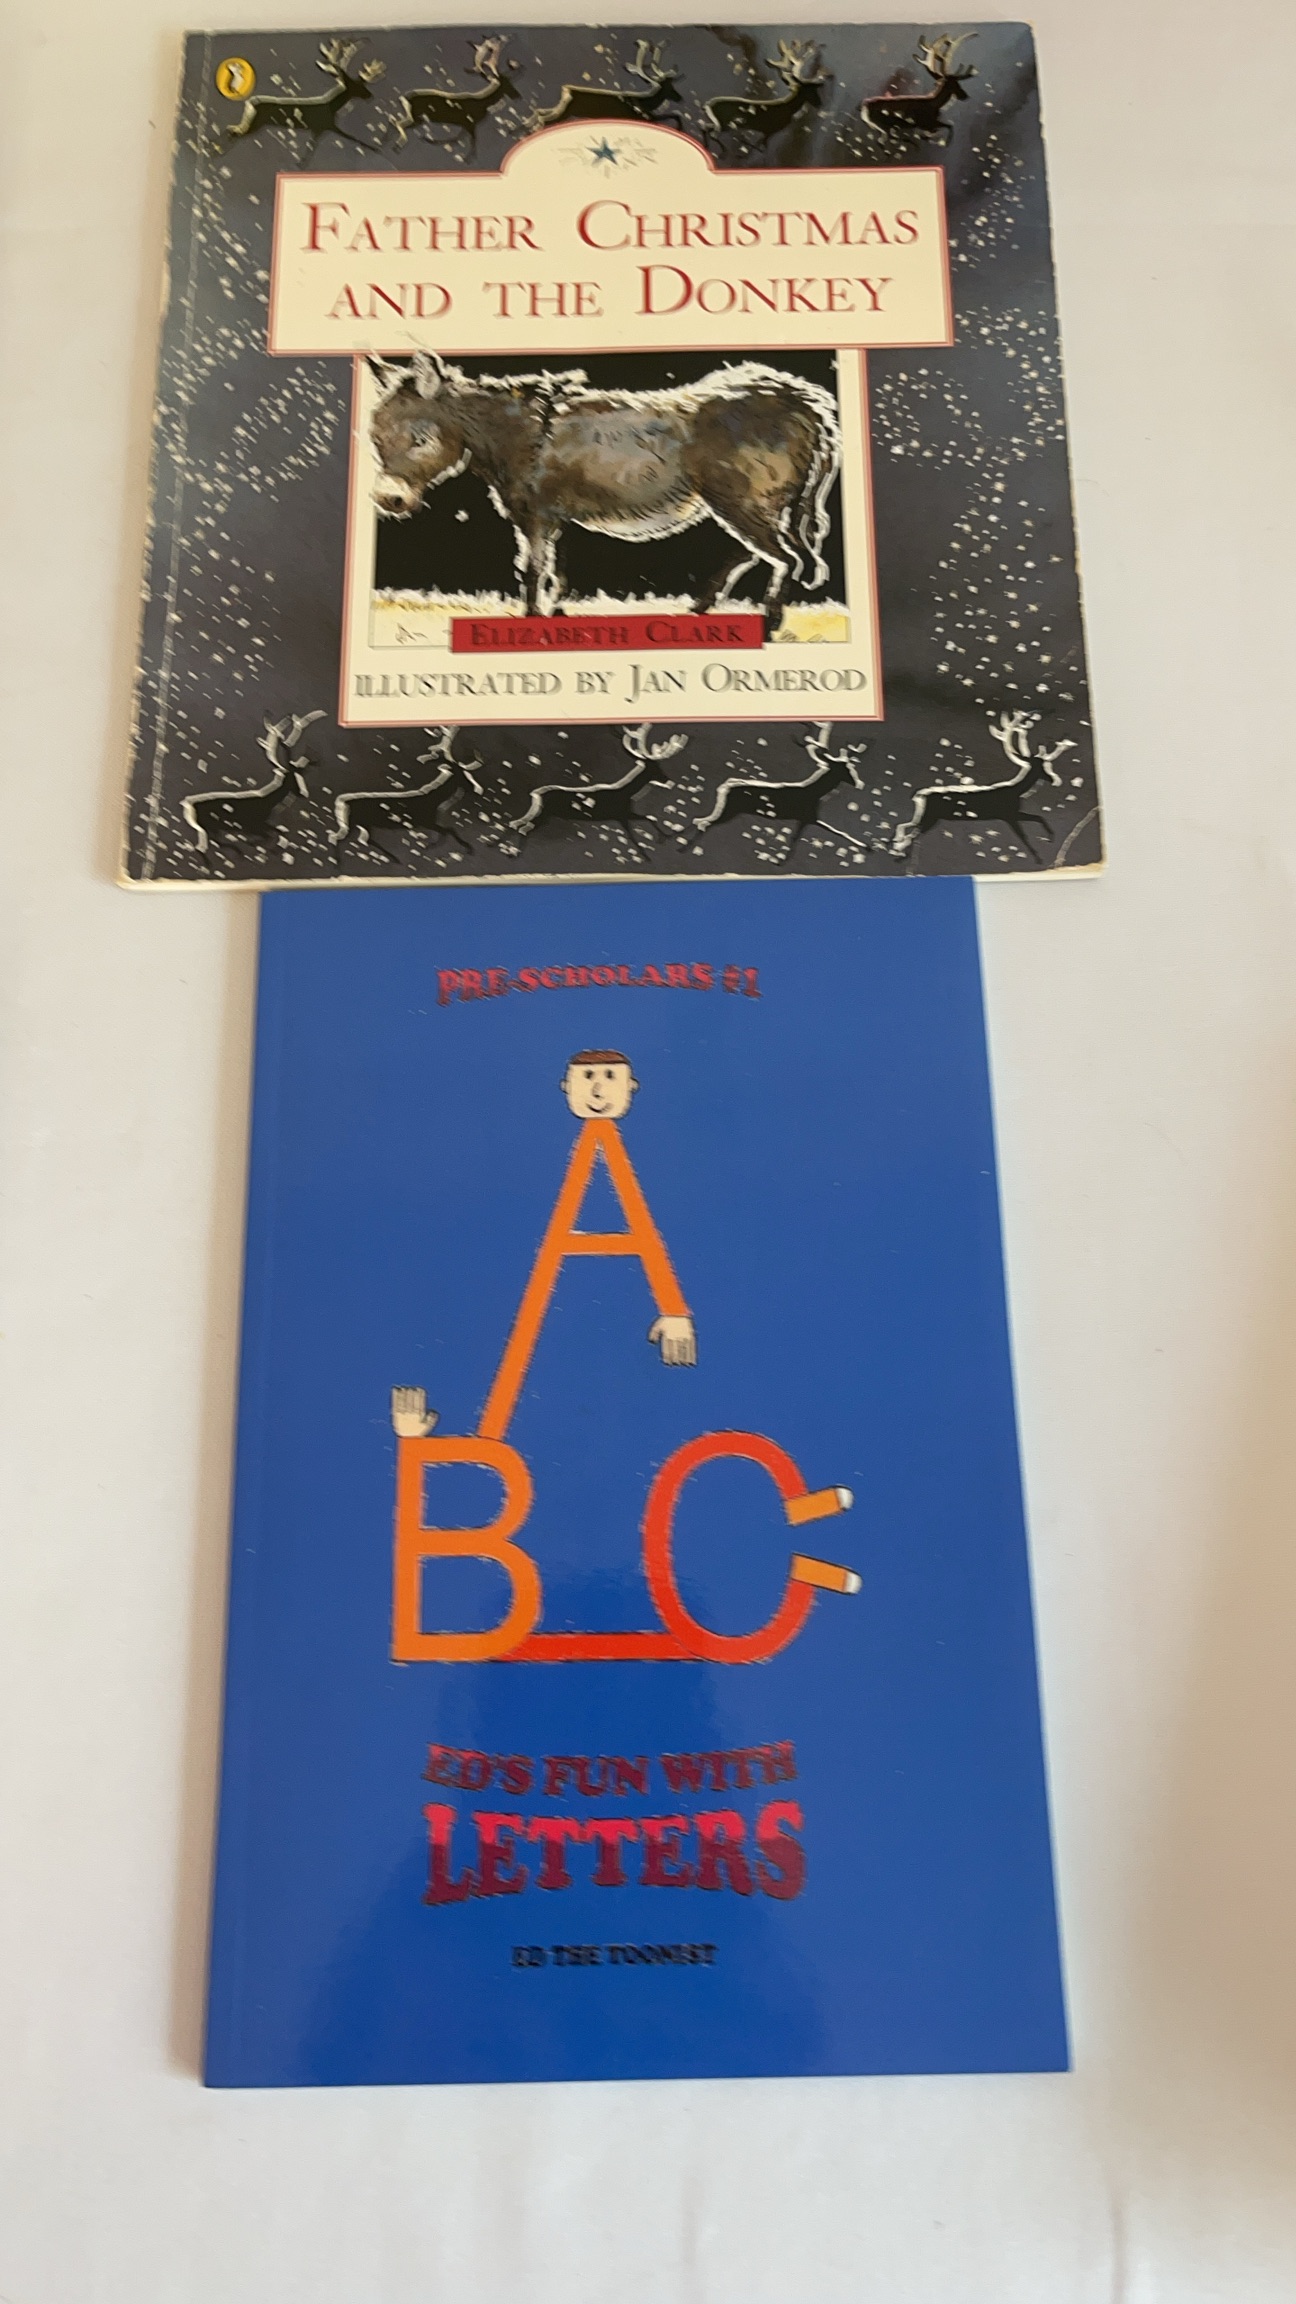 FATHER CHRISTMAS
AND THE DONKEY
ELIZABETH CLARK
ILLUSTRATED BY JAN ORMEROD
PRE-SCHOLARS #1
A
B C
ED'S FUN WITH
LETTERS
ED THE TOONIST